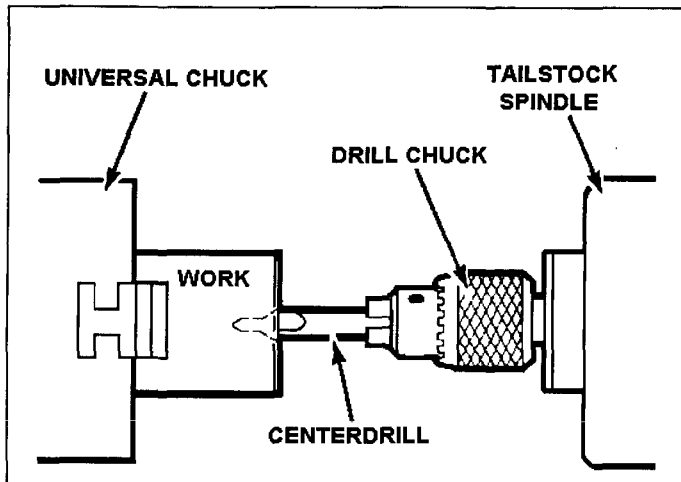 UNIVERSAL CHUCK
TAILSTOCK
SPINDLE
DRILL CHUCK
WORK
CENTERDRILL